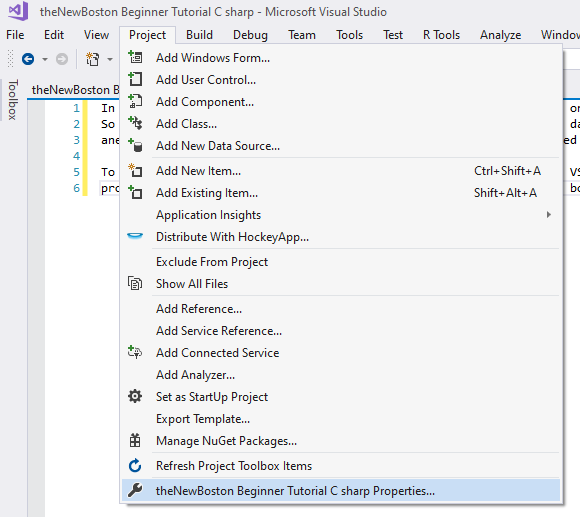 theNewBoston Beginner Tutorial C sharp - Microsoft Visual Studio
File Edit View Project Build Debug Team Tools Test R Tools Analyze Window
Toolbox
theNewBoston B
1 In
2 So
3 ane
4
5 To VS
6 pro
Add Windows Form...
Add User Control...
Add Component...
Add Class...
Add New Data Source...
Add New Item... Ctrl+Shift+A
Add Existing Item... Shift+Alt+A
Application Insights
Distribute With HockeyApp...
Exclude From Project
Show All Files
Add Reference...
Add Service Reference...
Add Connected Service
Add Analyzer...
Set as StartUp Project
Export Template...
Manage NuGet Packages...
Refresh Project Toolbox Items
theNewBoston Beginner Tutorial C sharp Properties...